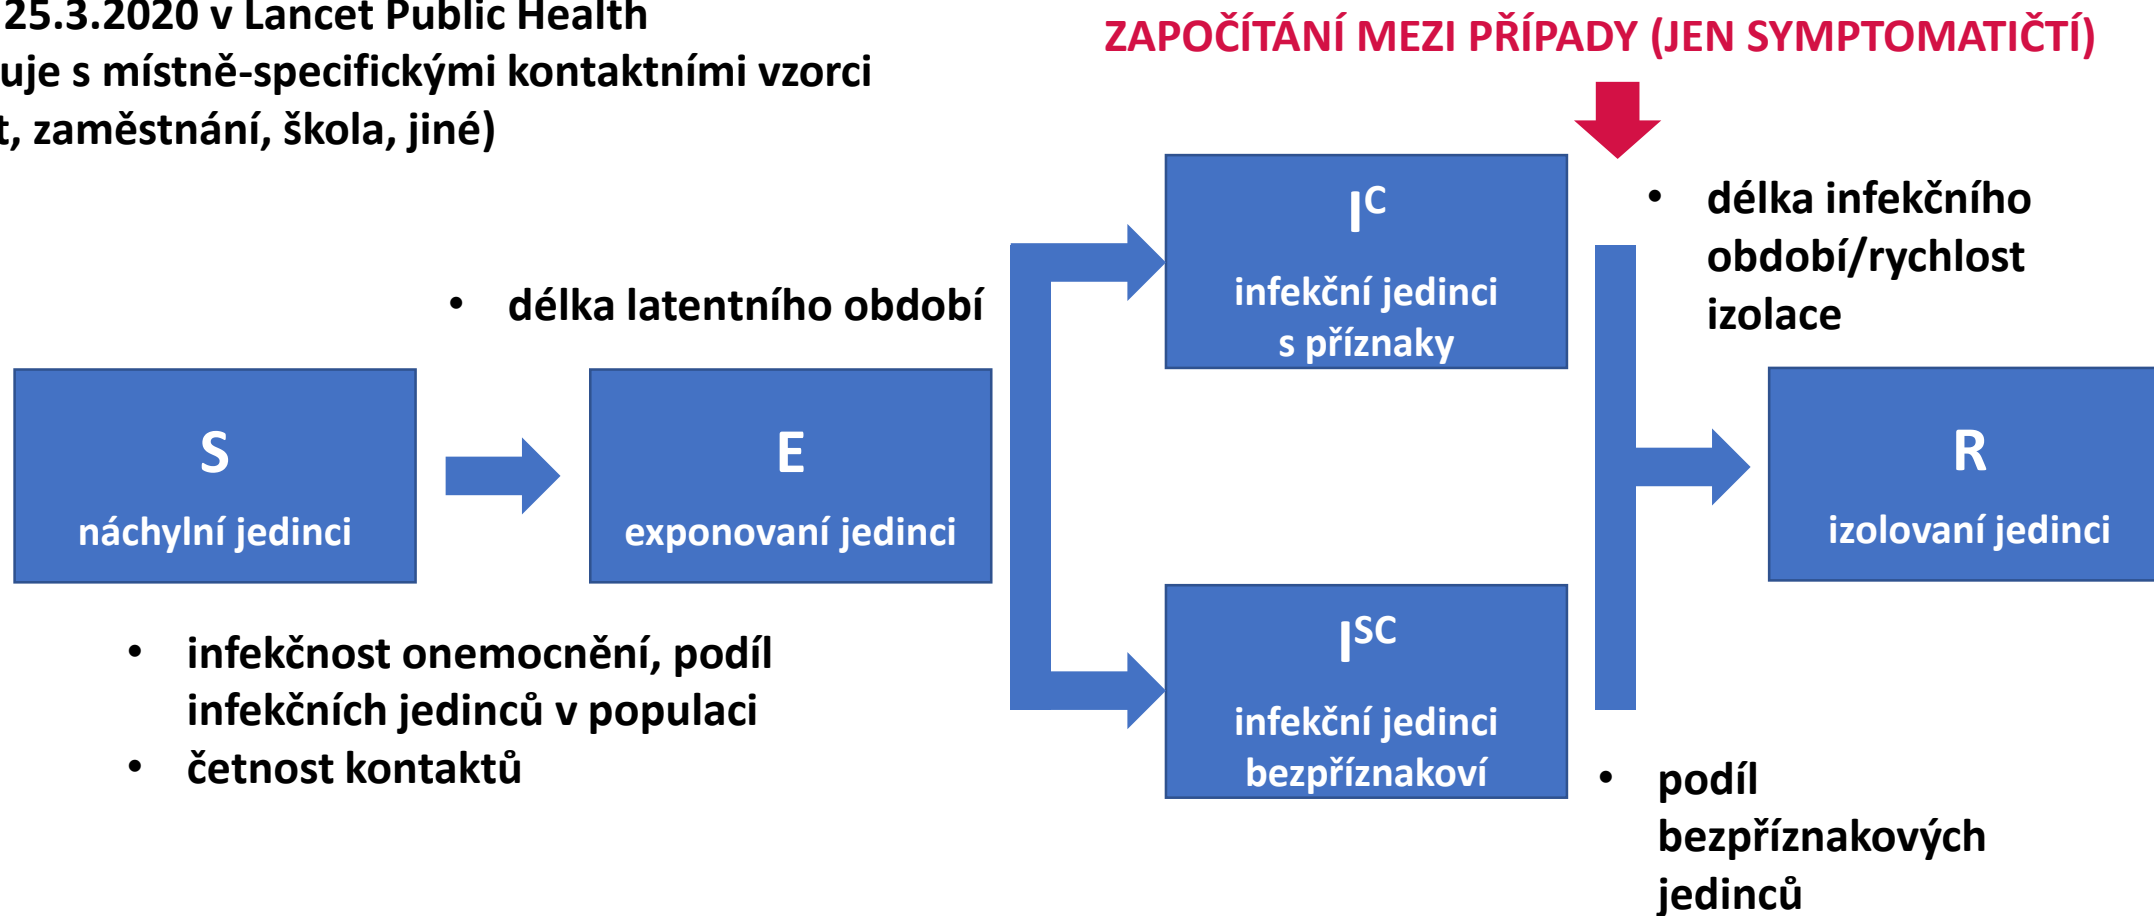 25.3.2020 v Lancet Public Health
uje s místně-specifickými kontaktními vzorci
t, zaměstnání, škola, jiné)
ZAPOČÍTÁNÍ MEZI PŘÍPADY (JEN SYMPTOMATIČTÍ)
• délka latentního období
S
náchylní jedinci
• infekčnost onemocnění, podíl
infekčních jedinců v populaci
• četnost kontaktů
E
exponovaní jedinci
I^C
infekční jedinci
s příznaky
I^SC
infekční jedinci
bezpříznakoví
• délka infekčního
období/rychlost
izolace
R
izolovaní jedinci
• podíl
bezpříznakových
jedinců